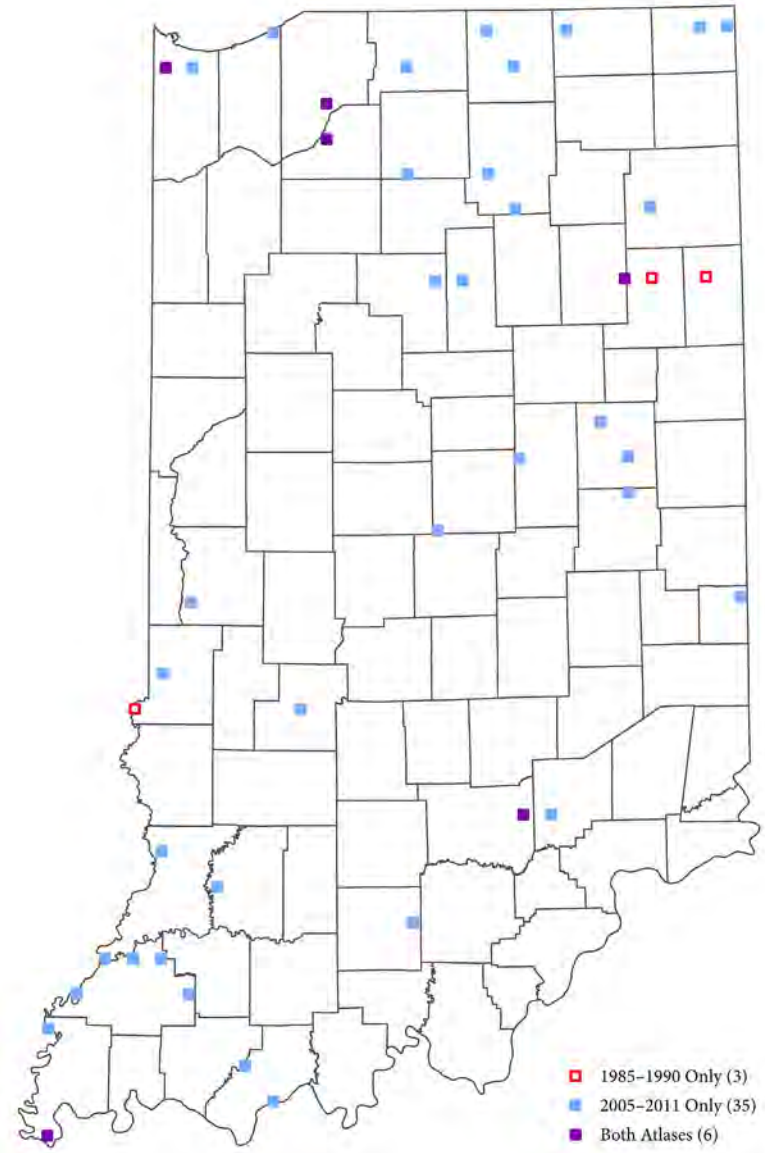 1985–1990 Only (3)
2005–2011 Only (35)
Both Atlases (6)